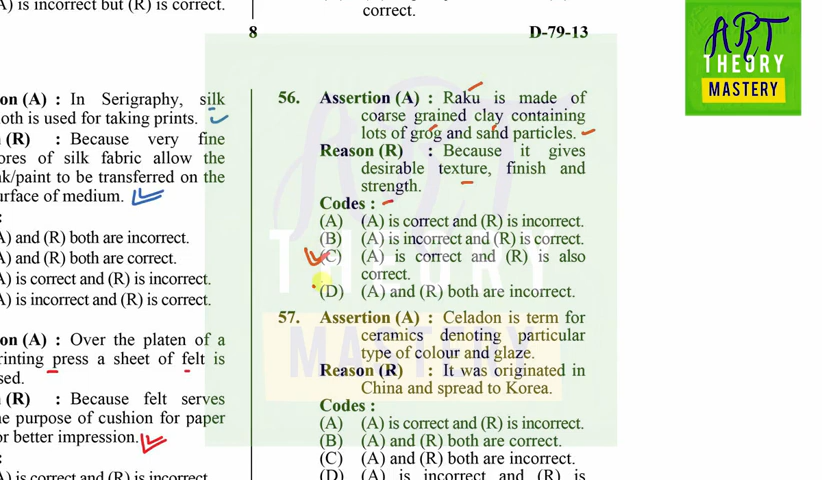 A) is incorrect but (R) is correct.
on (A) : In Serigraphy, silk
loth is used for taking prints.
(R) : Because very fine
ores of silk fabric allow the
nk/paint to be transferred on the
urface of medium.
:
A) and (R) both are incorrect.
A) and (R) both are correct.
A) is correct and (R) is incorrect.
A) is incorrect and (R) is correct.
on (A) : Over the platen of a
rinting press a sheet of felt is
sed.
(R) : Because felt serves
he purpose of cushion for paper
or better impression.
:
A) is correct and (R) is incorrect.
correct.
8 D-79-13
56. Assertion (A) : Raku is made of
coarse grained clay containing
lots of grog and sand particles.
Reason (R) : Because it gives
desirable texture, finish and
strength.
Codes :
(A) (A) is correct and (R) is incorrect.
(B) (A) is incorrect and (R) is correct.
(C) (A) is correct and (R) is also
correct.
(D) (A) and (R) both are incorrect.
57. Assertion (A) : Celadon is term for
ceramics denoting particular
type of colour and glaze.
Reason (R) : It was originated in
China and spread to Korea.
Codes :
(A) (A) is correct and (R) is incorrect.
(B) (A) and (R) both are correct.
(C) (A) and (R) both are incorrect.
(D) (A) is incorrect and (R) is
ART
THEORY
MASTERY
ART
THEORY
MASTERY